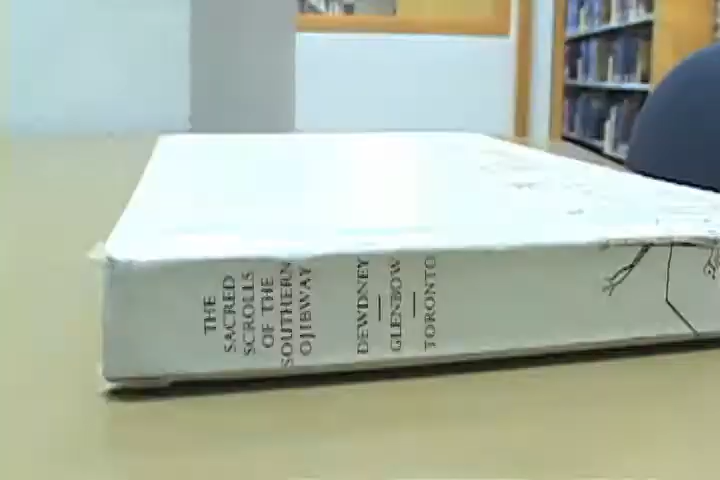 THE
SACRED
SCROLLS
OF THE
SOUTHERN
OJIBWAY
DEWDNEY
GLENBOW
TORONTO